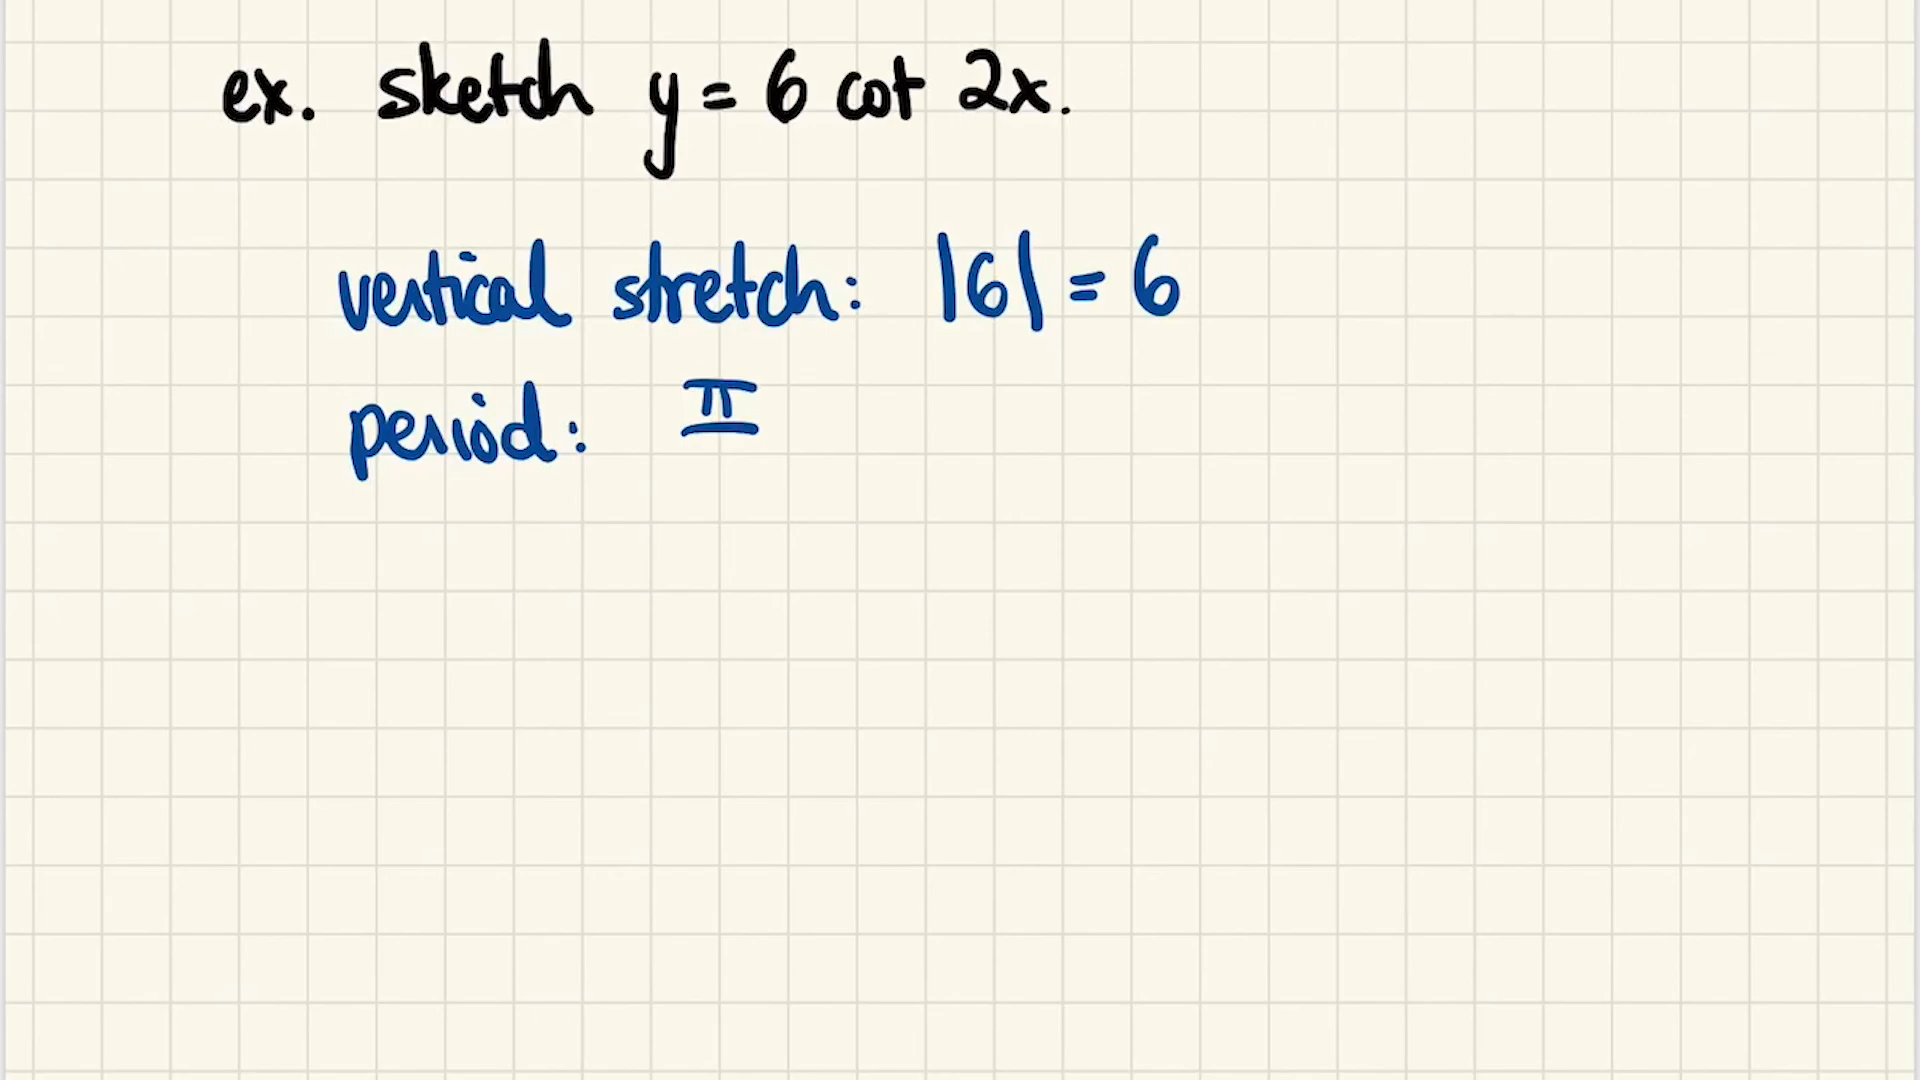 ex. sketch y = 6 cot 2x.
vertical stretch: |6| = 6
period: π